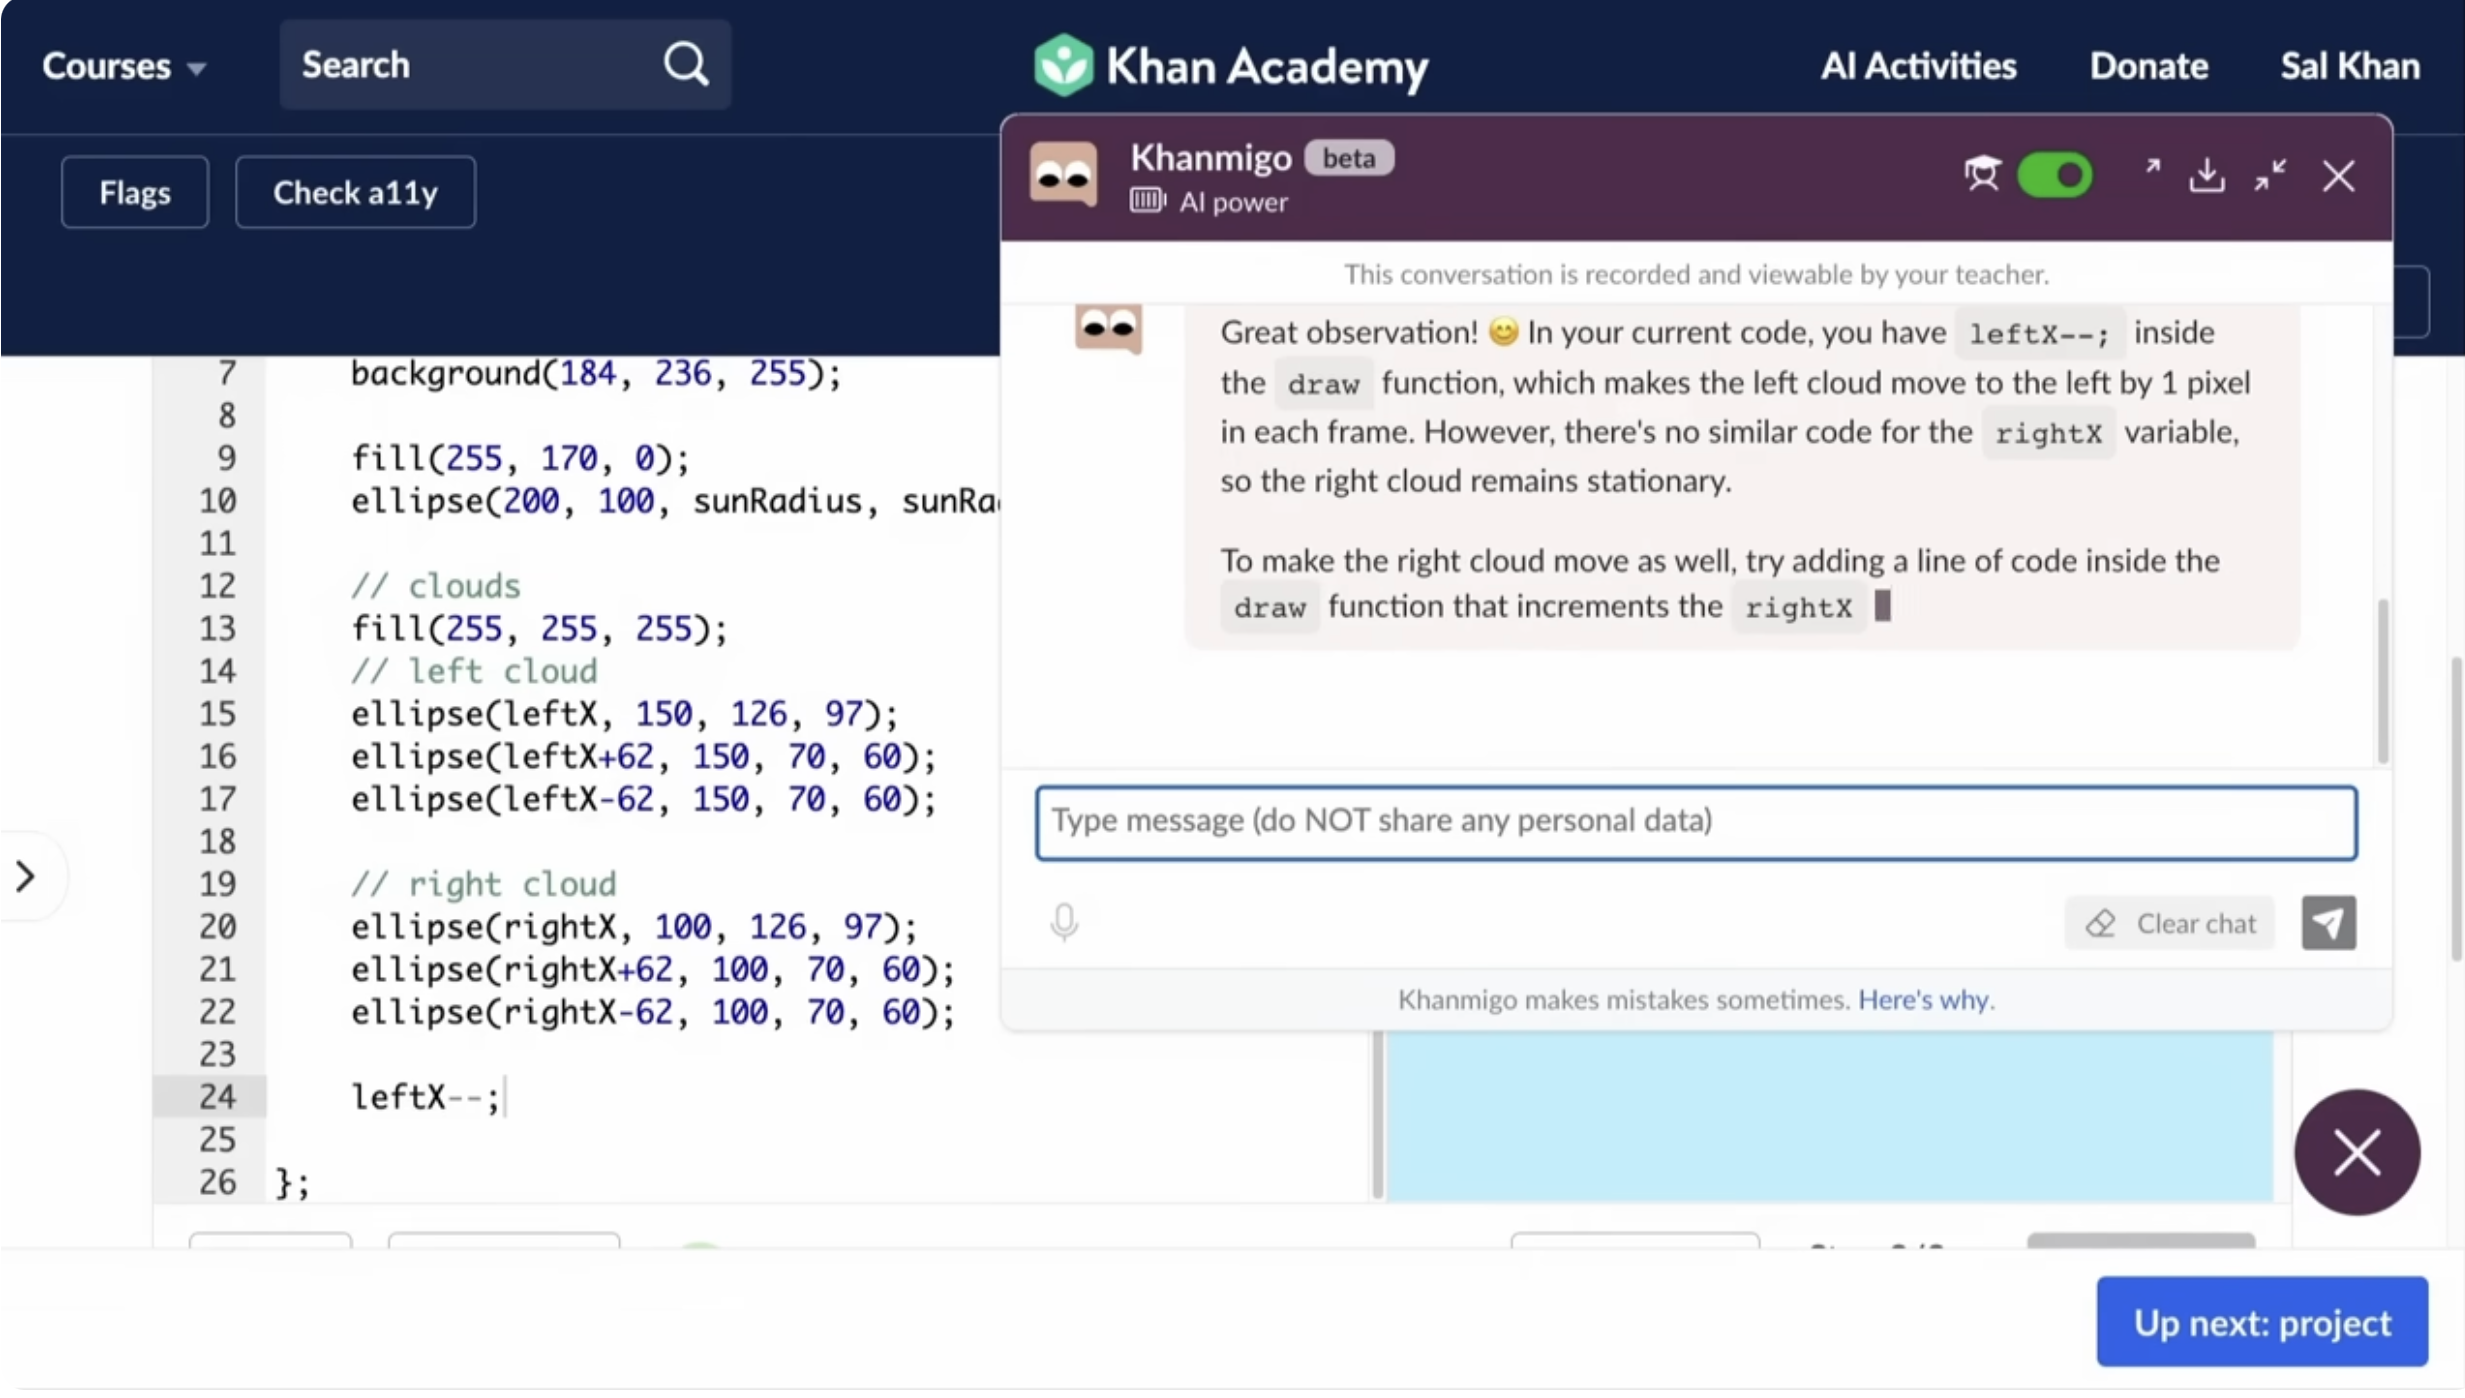 Courses
Search
Khan Academy
AI Activities
Donate
Sal Khan
Flags
Check a11y
7 background(184, 236, 255);
8
9 fill(255, 170, 0);
10 ellipse(200, 100, sunRadius, sunRa
11
12 // clouds
13 fill(255, 255, 255);
14 // left cloud
15 ellipse(leftX, 150, 126, 97);
16 ellipse(leftX+62, 150, 70, 60);
17 ellipse(leftX-62, 150, 70, 60);
18
19 // right cloud
20 ellipse(rightX, 100, 126, 97);
21 ellipse(rightX+62, 100, 70, 60);
22 ellipse(rightX-62, 100, 70, 60);
23
24 leftX--;
25
26 };
Khanmigo beta
AI power
This conversation is recorded and viewable by your teacher.
Great observation! 😊 In your current code, you have leftX--; inside
the draw function, which makes the left cloud move to the left by 1 pixel
in each frame. However, there's no similar code for the rightX variable,
so the right cloud remains stationary.
To make the right cloud move as well, try adding a line of code inside the
draw function that increments the rightX
Type message (do NOT share any personal data)
Clear chat
Khanmigo makes mistakes sometimes. Here's why.
Up next: project